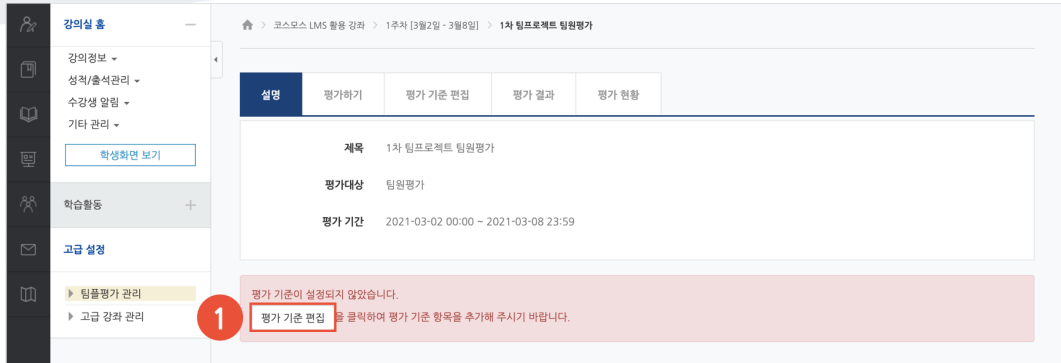 강의실 홈
강의정보
성적/출석관리
수강생 알림
기타 관리
학생화면 보기
학습활동
고급 설정
팀플평가 관리
고급 강좌 관리
코스모스 LMS 활용 강좌 > 1주차 [3월2일 - 3월8일] > 1차 팀프로젝트 팀원평가
설명 평가하기 평가 기준 편집 평가 결과 평가 현황
제목 1차 팀프로젝트 팀원평가
평가대상 팀원평가
평가 기간 2021-03-02 00:00 ~ 2021-03-08 23:59
평가 기준이 설정되지 않았습니다.
1 평가 기준 편집 을 클릭하여 평가 기준 항목을 추가해 주시기 바랍니다.